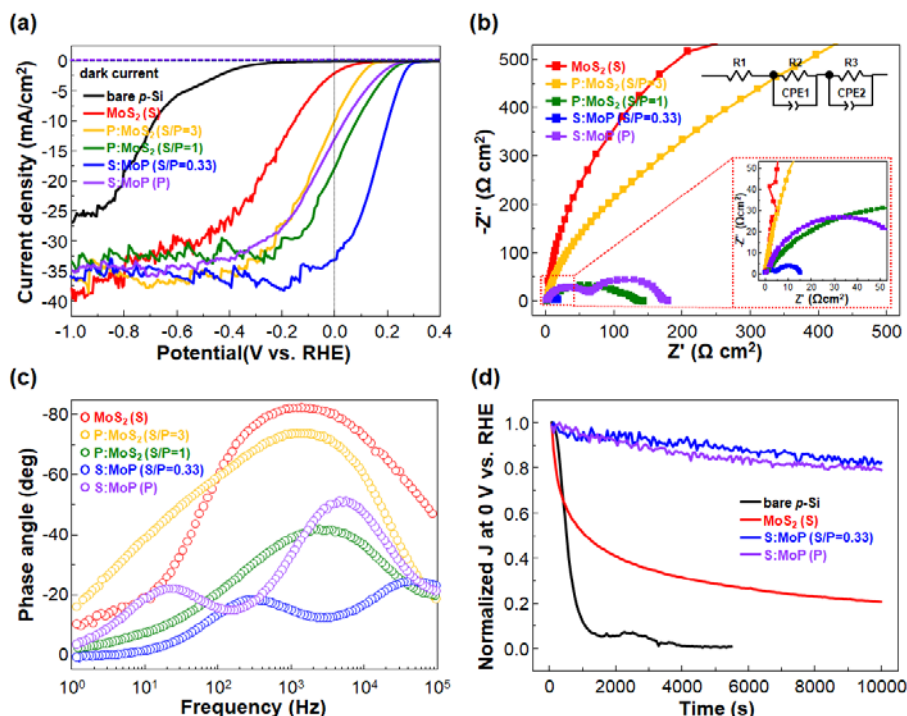 (a)
0
-5
-10
-15
-20
-25
-30
-35
-40
Current density (mA/cm²)
dark current
bare p-Si
MoS₂ (S)
P:MoS₂ (S/P=3)
P:MoS₂ (S/P=1)
S:MoP (S/P=0.33)
S:MoP (P)
-1.0 -0.8 -0.6 -0.4 -0.2 0.0 0.2 0.4
Potential(V vs. RHE)
(b)
-500
400
300
200
100
0
-Z'' (Ω cm²)
MoS₂ (S)
P:MoS₂ (S/P=3)
P:MoS₂ (S/P=1)
S:MoP (S/P=0.33)
S:MoP (P)
R1 R2 R3
CPE1 CPE2
50
40
30
20
10
0
-Z'' (Ωcm²)
0 10 20 30 40 50
Z' (Ωcm²)
0 100 200 300 400 500
Z' (Ω cm²)
(c)
-80
-60
-40
-20
0
Phase angle (deg)
MoS₂ (S)
P:MoS₂ (S/P=3)
P:MoS₂ (S/P=1)
S:MoP (S/P=0.33)
S:MoP (P)
10⁰ 10¹ 10² 10³ 10⁴ 10⁵
Frequency (Hz)
(d)
1.0
0.8
0.6
0.4
0.2
0.0
Normalized J at 0 V vs. RHE
bare p-Si
MoS₂ (S)
S:MoP (S/P=0.33)
S:MoP (P)
0 2000 4000 6000 8000 10000
Time (s)